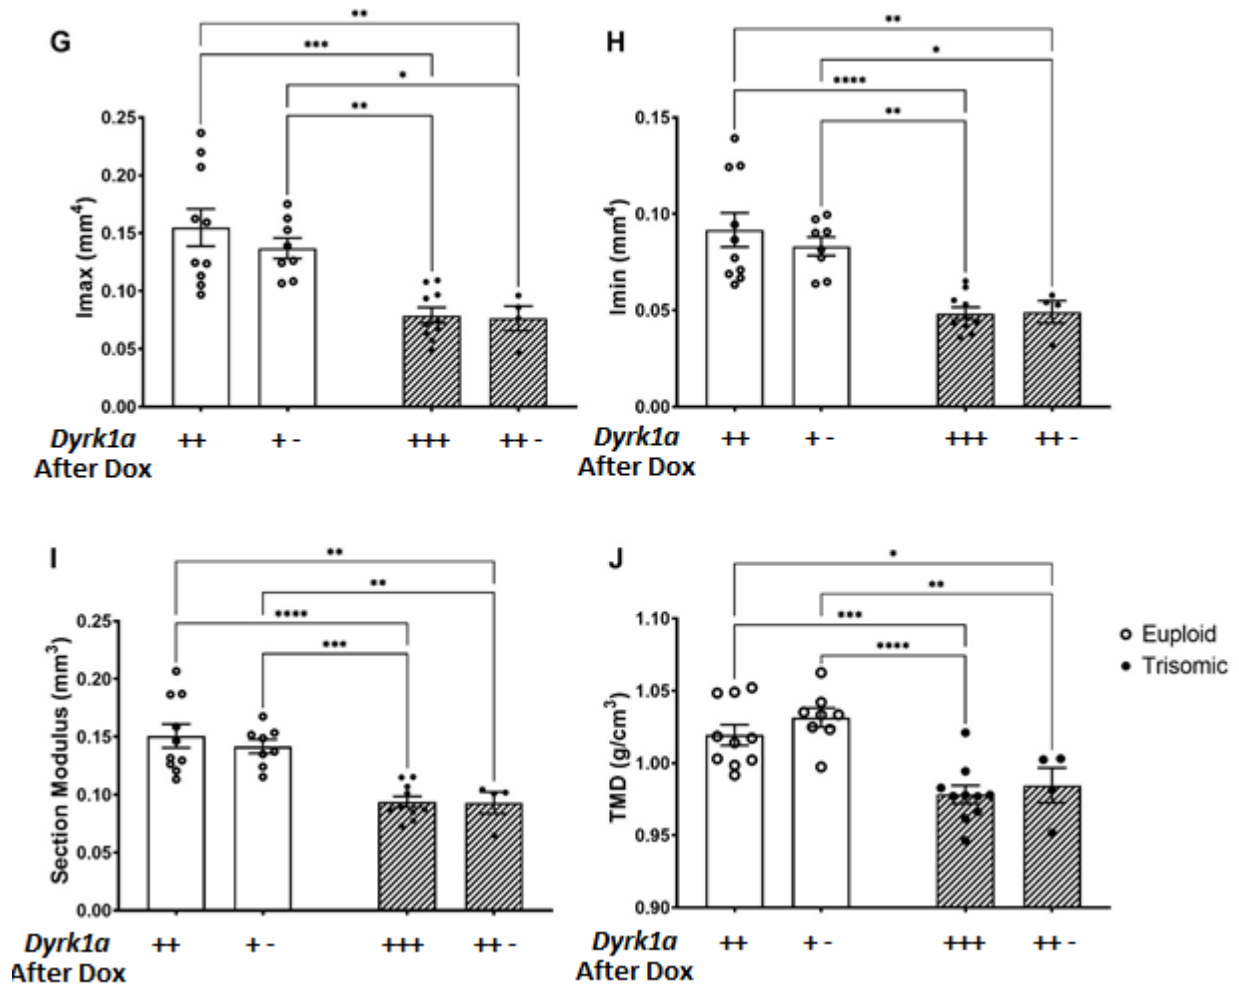 G
**
***
*
**
0.25
0.20
0.15
0.10
0.05
0.00
Imax (mm4)
Dyrk1a ++ + - +++ ++ -
After Dox
H
**
*
****
**
0.15
0.10
0.05
0.00
Imin (mm4)
Dyrk1a ++ + - +++ ++ -
After Dox
I
**
**
****
***
0.25
0.20
0.15
0.10
0.05
0.00
Section Modulus (mm3)
Dyrk1a ++ + - +++ ++ -
After Dox
J
*
**
***
****
1.10
1.05
1.00
0.95
0.90
TMD (g/cm3)
Euploid
Trisomic
Dyrk1a ++ + - +++ ++ -
After Dox